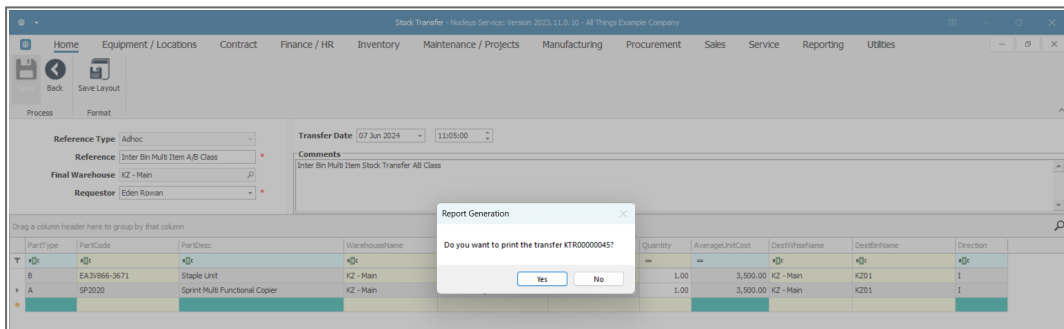 Stock Transfer - Nucleus Service: Version 2023.11.0.10 - All Things Example Company
Home Equipment / Locations Contract Finance / HR Inventory Maintenance / Projects Manufacturing Procurement Sales Service Reporting Utilities
Save Back Save Layout
Process Format
Reference Type Adhoc
Transfer Date 07 Jun 2024 11:05:00
Reference Inter Bin Multi Item A/B Class *
Comments
Inter Bin Multi Item Stock Transfer AB Class
Final Warehouse KZ - Main
Requestor Eden Rowan *
Report Generation
Do you want to print the transfer KTR00000045?
Yes No
Drag a column header here to group by that column
PartType PartCode PartDesc WarehouseName Quantity AverageUnitCost DestWhseName DestBinName Direction
B EA3V866-3671 Staple Unit KZ - Main 1.00 3,500.00 KZ - Main KZ01 I
A SP2020 Sprint Multi Functional Copier KZ - Main 1.00 3,500.00 KZ - Main KZ01 I